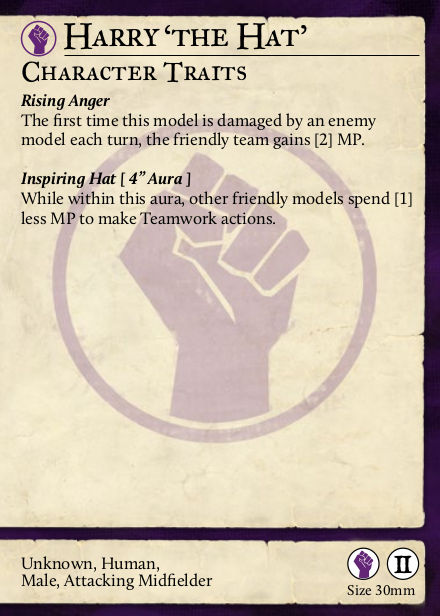 Harry ‘the Hat’
Character Traits
Rising Anger
The first time this model is damaged by an enemy
model each turn, the friendly team gains [2] MP.
Inspiring Hat [ 4” Aura ]
While within this aura, other friendly models spend [1]
less MP to make Teamwork actions.
Unknown, Human,
Male, Attacking Midfielder
II
Size 30mm